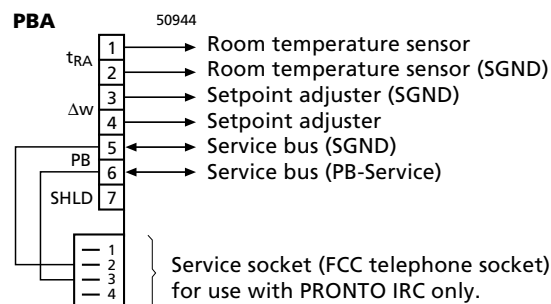 PBA 50944
tRA 1 Room temperature sensor
2 Room temperature sensor (SGND)
Δw 3 Setpoint adjuster (SGND)
4 Setpoint adjuster
PB 5 Service bus (SGND)
6 Service bus (PB-Service)
SHLD 7
1
2 Service socket (FCC telephone socket)
3 for use with PRONTO IRC only.
4